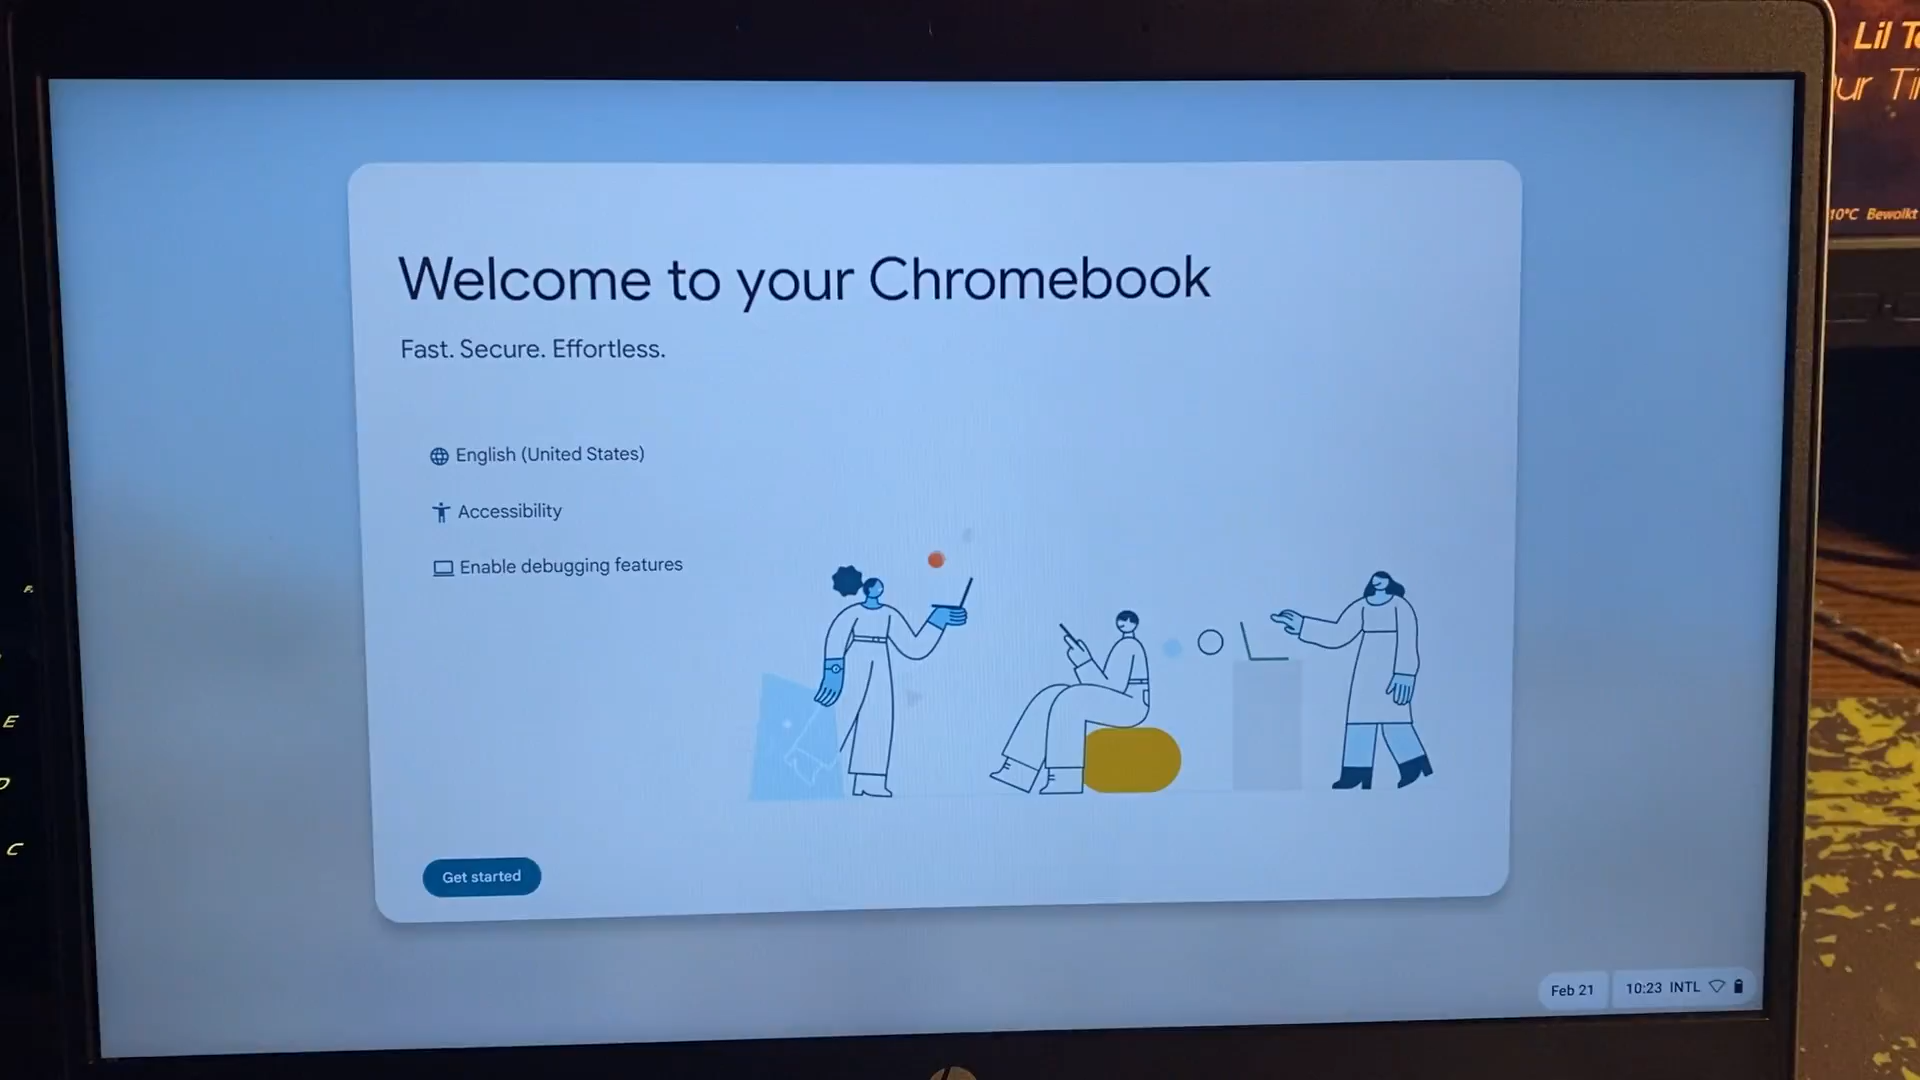 Welcome to your Chromebook
Fast. Secure. Effortless.
English (United States)
Accessibility
Enable debugging features
Get started
Feb 21
10:23 INTL
Lil
10°C Bewolkt
E
D
C